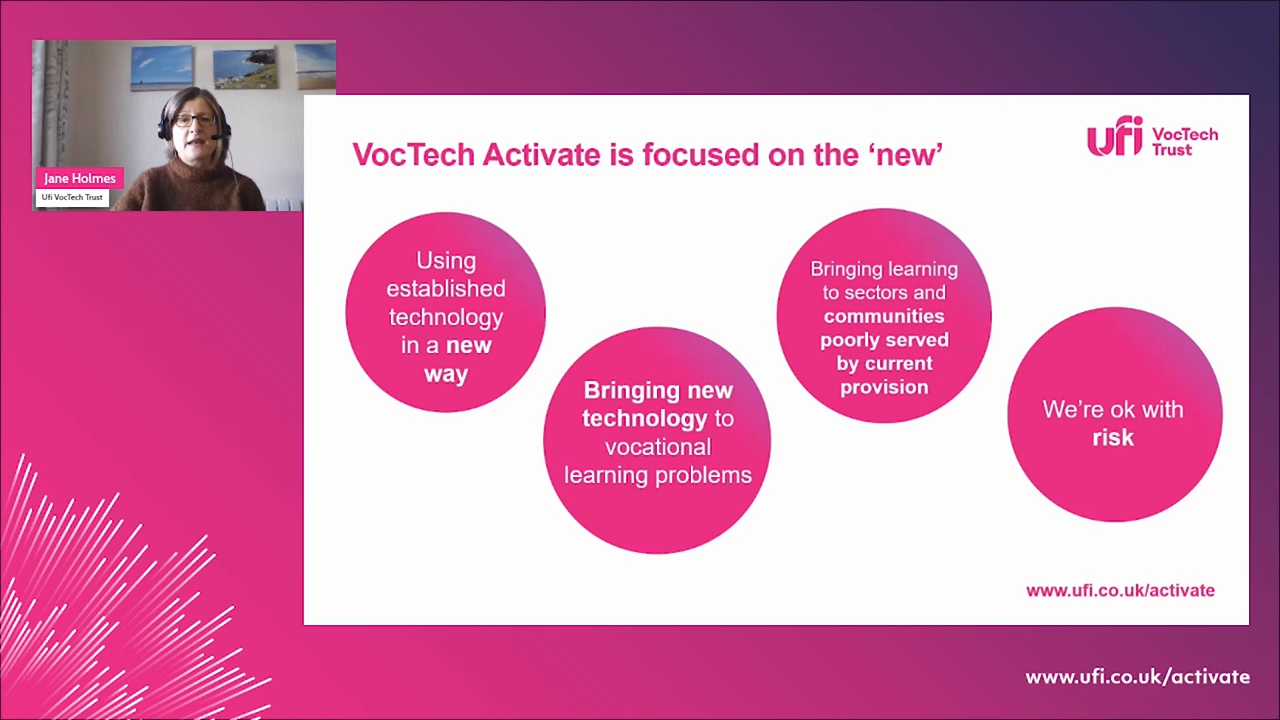 Jane Holmes
Ufi VocTech Trust
VocTech Activate is focused on the ‘new’
ufi VocTech
Trust
Using
established
technology
in a new
way
Bringing new
technology to
vocational
learning problems
Bringing learning
to sectors and
communities
poorly served
by current
provision
We’re ok with
risk
www.ufi.co.uk/activate
www.ufi.co.uk/activate